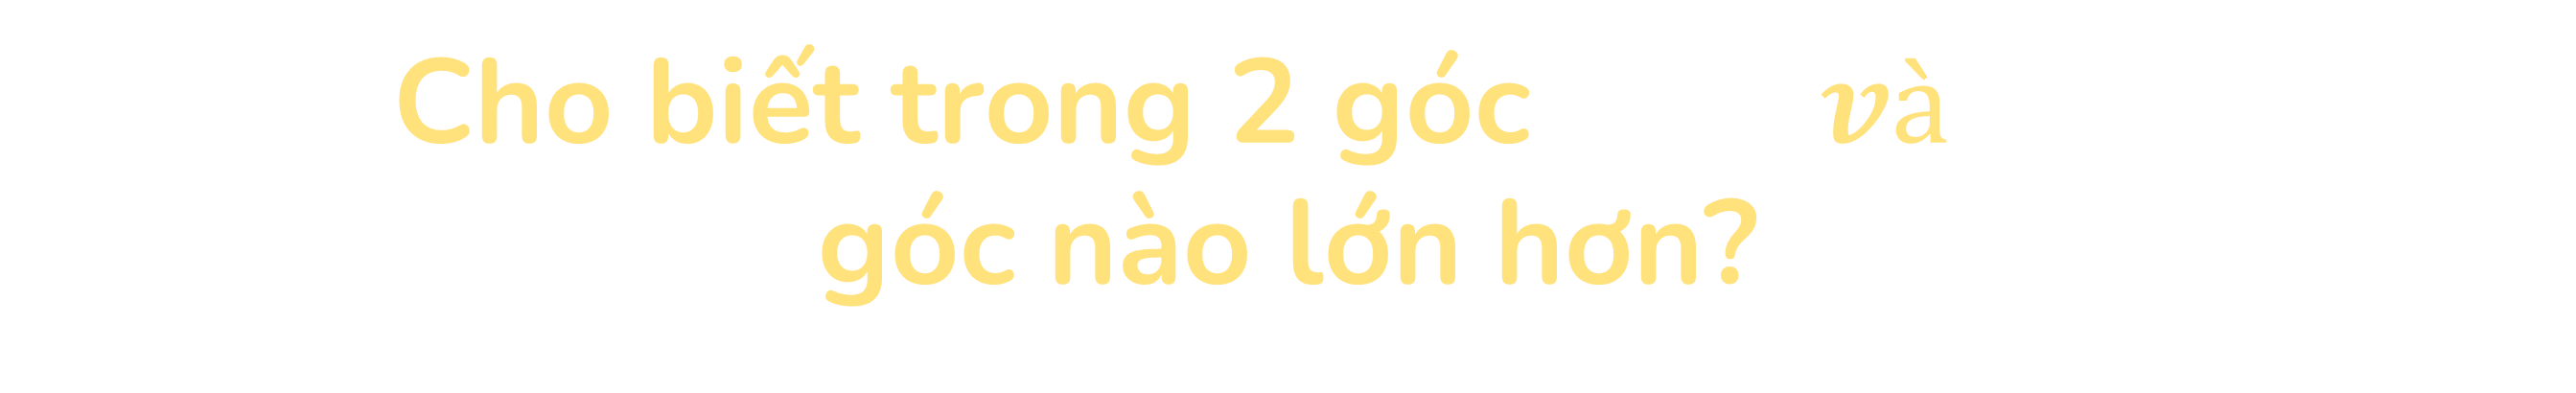 Cho biết trong 2 góc và
góc nào lớn hơn?